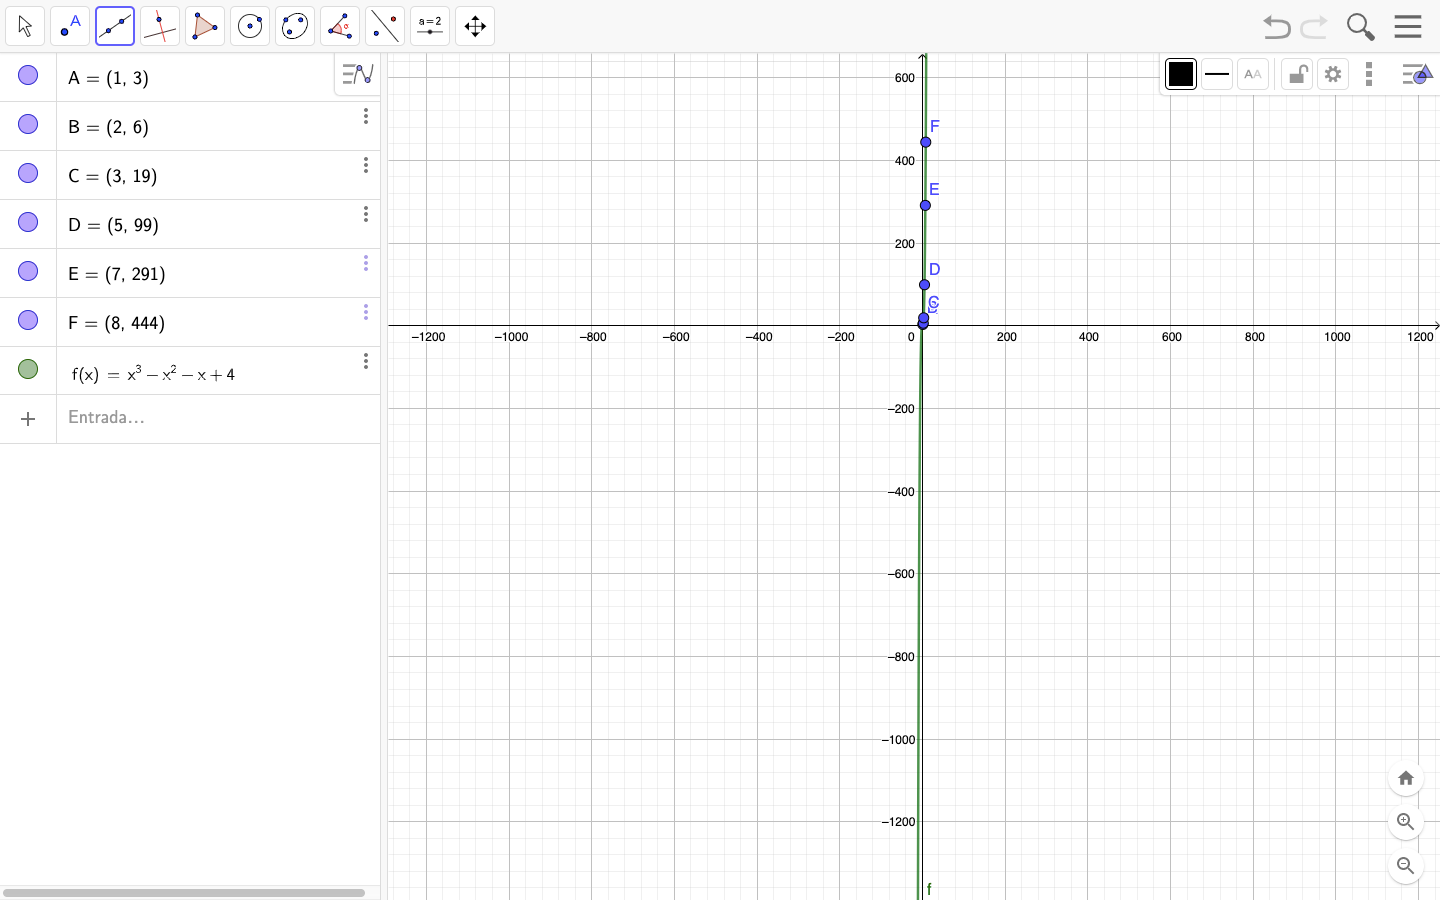 A
a=2
A = (1, 3)
B = (2, 6)
C = (3, 19)
D = (5, 99)
E = (7, 291)
F = (8, 444)
f(x) = x³ − x² − x + 4
+ Entrada...
AA
600
F
400
E
200
D
C
−1200 −1000 −800 −600 −400 −200 0 200 400 600 800 1000 1200
−200
−400
−600
−800
−1000
−1200
f